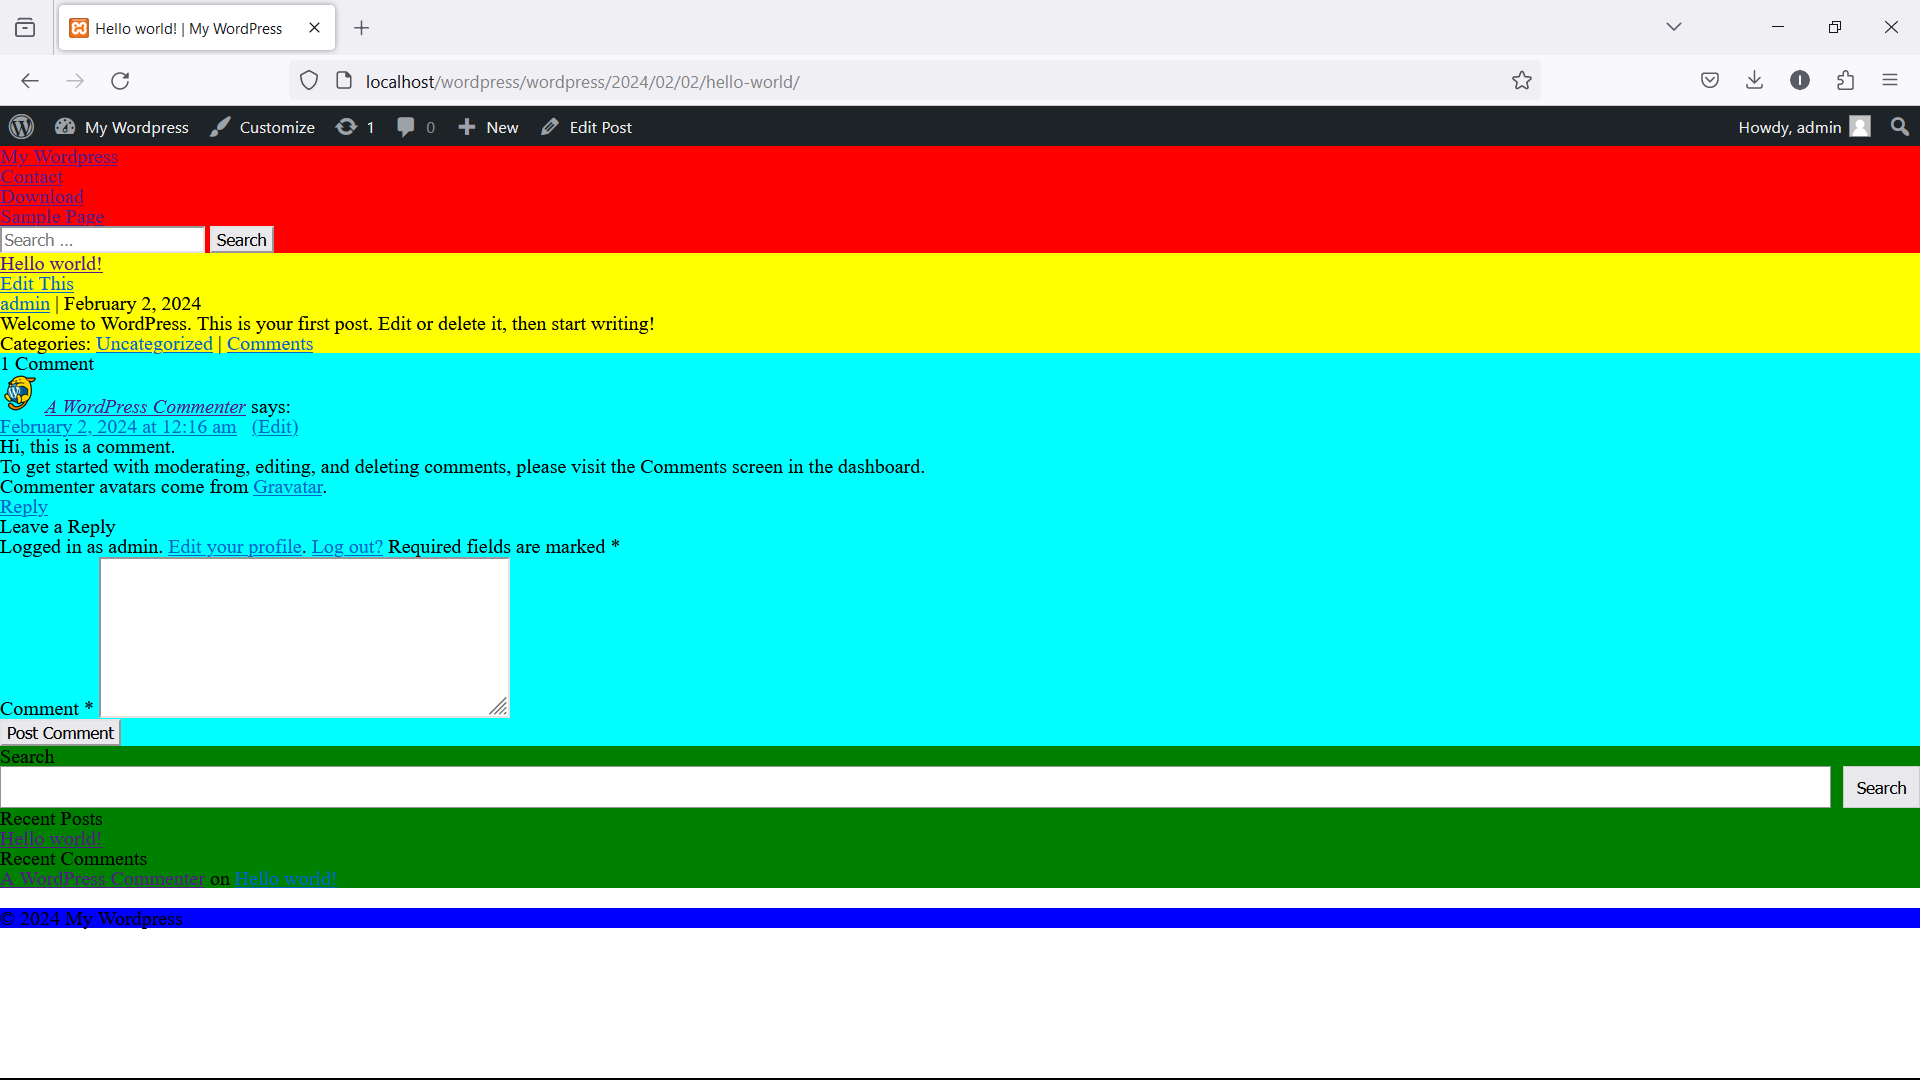 Hello world! | My WordPress
localhost/wordpress/wordpress/2024/02/02/hello-world/
My Wordpress Customize 1 0 New Edit Post Howdy, admin
My Wordpress
Contact
Download
Sample Page
Search ... Search
Hello world!
Edit This
admin | February 2, 2024
Welcome to WordPress. This is your first post. Edit or delete it, then start writing!
Categories: Uncategorized | Comments
1 Comment
A WordPress Commenter says:
February 2, 2024 at 12:16 am (Edit)
Hi, this is a comment.
To get started with moderating, editing, and deleting comments, please visit the Comments screen in the dashboard.
Commenter avatars come from Gravatar.
Reply
Leave a Reply
Logged in as admin. Edit your profile. Log out? Required fields are marked *
Comment *
Post Comment
Search
Search
Recent Posts
Hello world!
Recent Comments
A WordPress Commenter on Hello world!
© 2024 My Wordpress